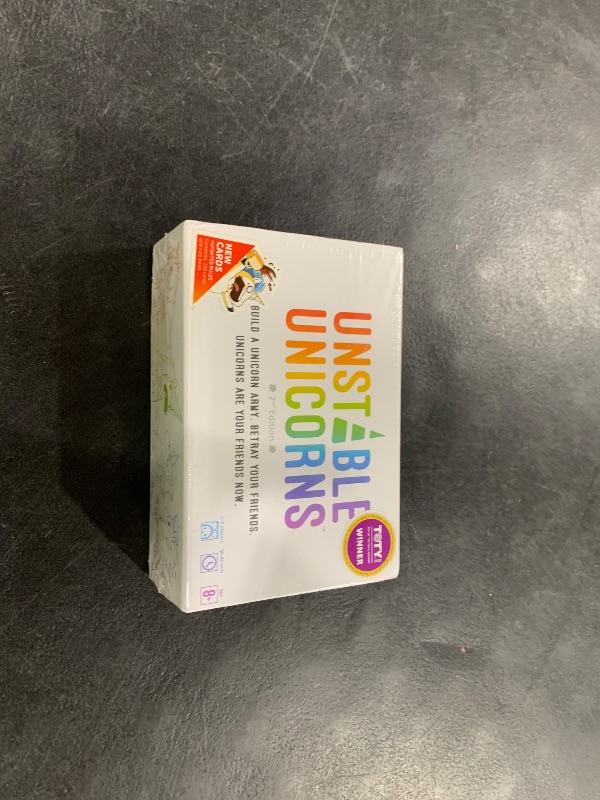 UNSTABLE
UNICORNS™
2nd Edition
BUILD A UNICORN ARMY. BETRAY YOUR FRIENDS.
UNICORNS ARE YOUR FRIENDS NOW.
NEW
CARDS
TOTY!
WINNER
8+